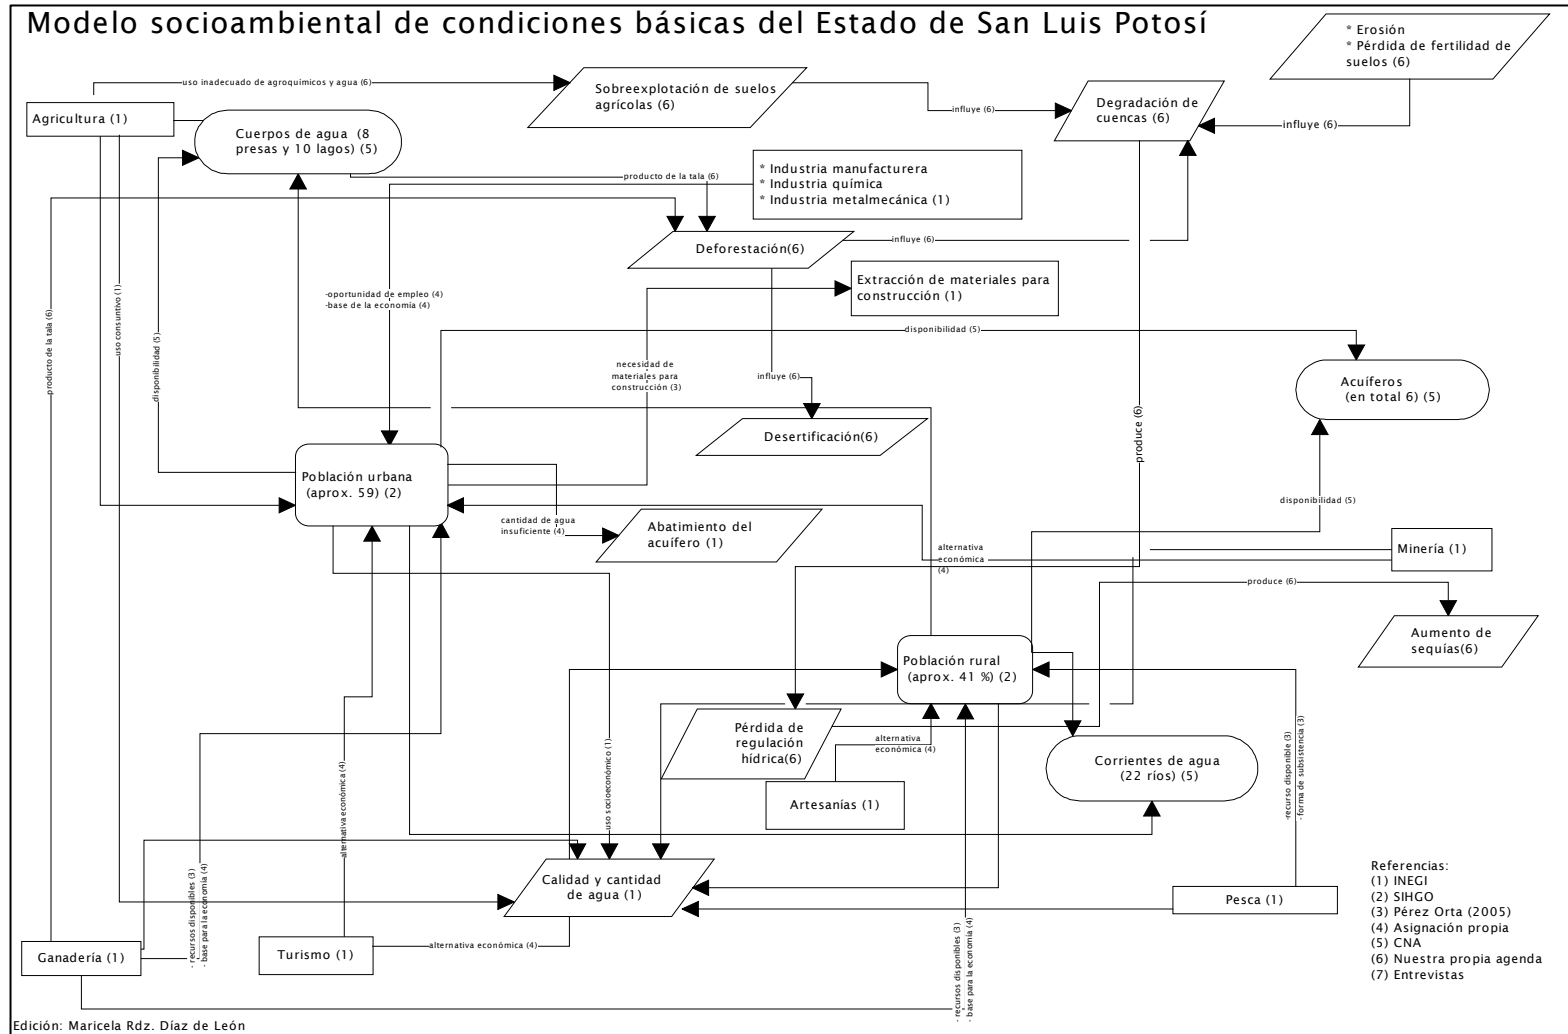 Modelo socioambiental de condiciones básicas del Estado de San Luis Potosí
* Erosión
* Pérdida de fertilidad de
suelos (6)
uso inadecuado de agroquímicos y agua (6)
Sobreexplotación de suelos
agrícolas (6)
influye (6)
Degradación de
cuencas (6)
influye (6)
Agricultura (1)
Cuerpos de agua (8
presas y 10 lagos) (5)
producto de la tala (6)
* Industria manufacturera
* Industria química
* Industria metalmecánica (1)
Deforestación(6)
influye (6)
Extracción de materiales para
construcción (1)
-oportunidad de empleo (4)
-base de la economía (4)
producto de la tala (6)
uso consuntivo (1)
disponibilidad (5)
disponibilidad (5)
necesidad de
materiales para
construcción (3)
influye (6)
Acuíferos
(en total 6) (5)
produce (6)
Desertificación(6)
Población urbana
(aprox. 59) (2)
disponibilidad (5)
cantidad de agua
insuficiente (4)
Abatimiento del
acuífero (1)
alternativa
económica
(4)
Minería (1)
produce (6)
Aumento de
sequías(6)
Población rural
(aprox. 41 %) (2)
Pérdida de
regulación
hídrica(6)
alternativa
económica (4)
Corrientes de agua
(22 ríos) (5)
-recurso disponible (3)
-forma de subsistencia (3)
uso socioeconómico (1)
alternativa económica (4)
Artesanías (1)
Calidad y cantidad
de agua (1)
- recursos disponibles (3)
- base para la economía (4)
Pesca (1)
Referencias:
(1) INEGI
(2) SIHGO
(3) Pérez Orta (2005)
(4) Asignación propia
(5) CNA
(6) Nuestra propia agenda
(7) Entrevistas
Ganadería (1)
Turismo (1)
alternativa económica (4)
- recursos disponibles (3)
- base para la economía (4)
Edición: Maricela Rdz. Díaz de León